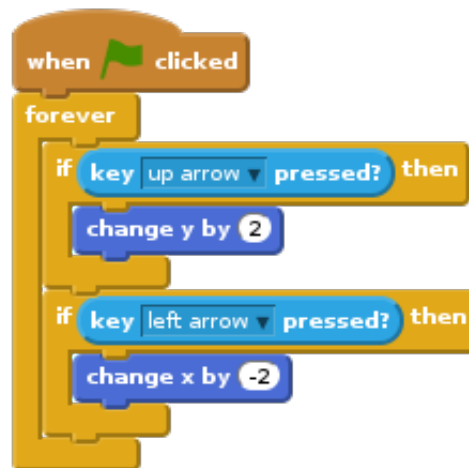 when clicked
forever
if key up arrow pressed? then
change y by 2
if key left arrow pressed? then
change x by -2